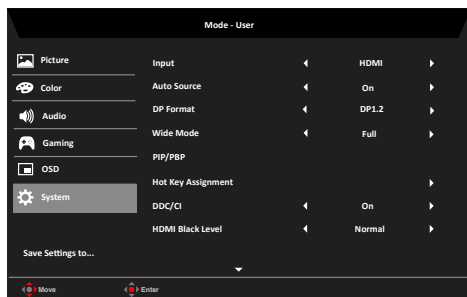 Mode - User
Picture
Color
Audio
Gaming
OSD
System
Save Settings to...
Input HDMI
Auto Source On
DP Format DP1.2
Wide Mode Full
PIP/PBP
Hot Key Assignment
DDC/CI On
HDMI Black Level Normal
Move Enter